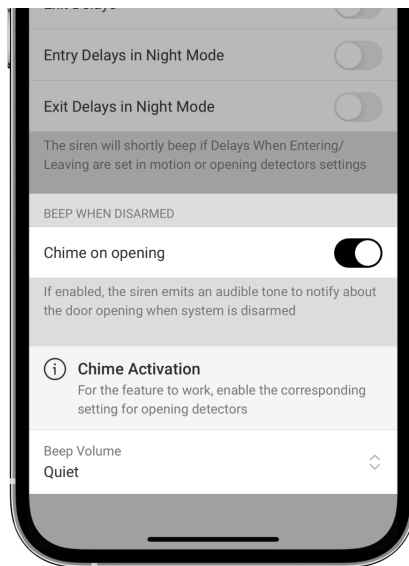 Entry Delays in Night Mode
Exit Delays in Night Mode
The siren will shortly beep if Delays When Entering/
Leaving are set in motion or opening detectors settings
BEEP WHEN DISARMED
Chime on opening
If enabled, the siren emits an audible tone to notify about
the door opening when system is disarmed
Chime Activation
For the feature to work, enable the corresponding
setting for opening detectors
Beep Volume
Quiet